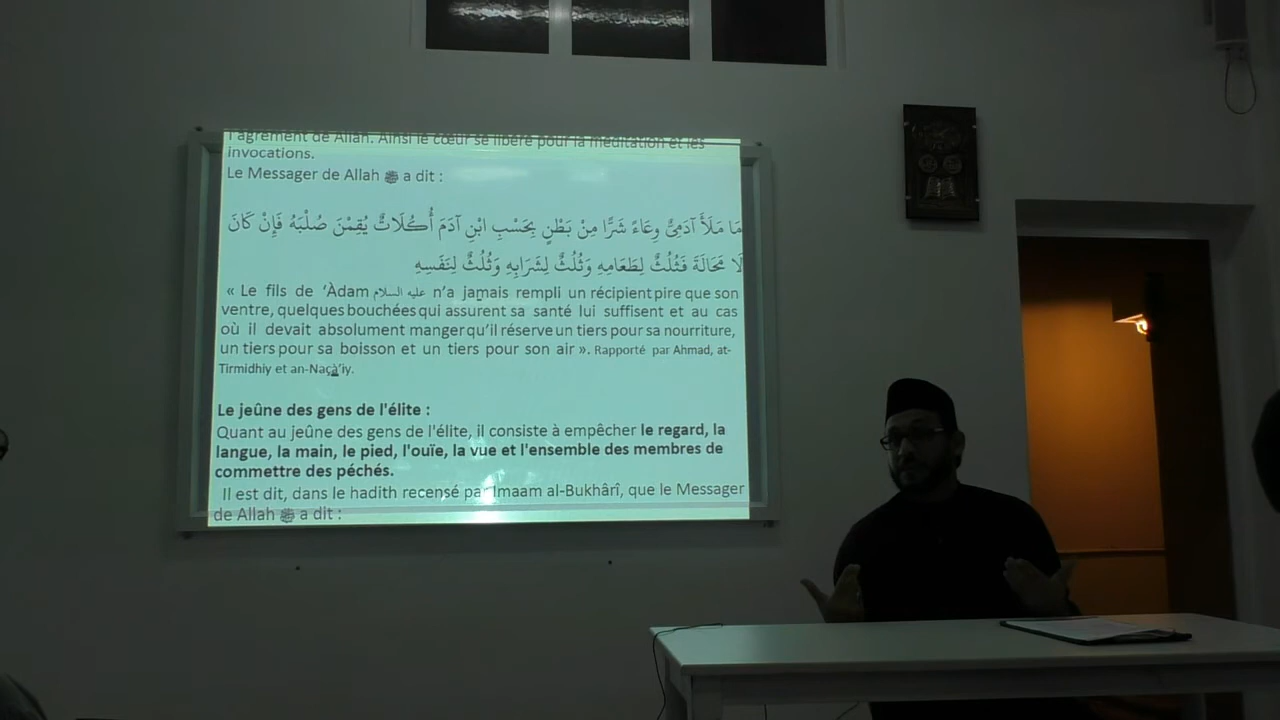 l'agrément de Allah. Ainsi le cœur se libère pour la méditation et les
invocations.
Le Messager de Allah ﷺ a dit :
مَا مَلَأَ آدَمِىٌّ وِعَاءً شَرًّا مِنْ بَطْنٍ بِحَسْبِ ابْنِ آدَمَ أُكُلَاتٌ يُقِمْنَ صُلْبَهُ فَإِنْ كَانَ
لَا مَحَالَةَ فَثُلُثٌ لِطَعَامِهِ وَثُلُثٌ لِشَرَابِهِ وَثُلُثٌ لِنَفَسِهِ
« Le fils de ‘Àdam عليه السلام n’a jamais rempli un récipient pire que son
ventre, quelques bouchées qui assurent sa santé lui suffisent et au cas
où il devait absolument manger qu’il réserve un tiers pour sa nourriture,
un tiers pour sa boisson et un tiers pour son air ». Rapporté par Ahmad, at-
Tirmidhiy et an-Naçà’iy.
Le jeûne des gens de l'élite :
Quant au jeûne des gens de l'élite, il consiste à empêcher le regard, la
langue, la main, le pied, l'ouïe, la vue et l'ensemble des membres de
commettre des péchés.
Il est dit, dans le hadith recensé par Imaam al-Bukhârî, que le Messager
de Allah ﷺ a dit :